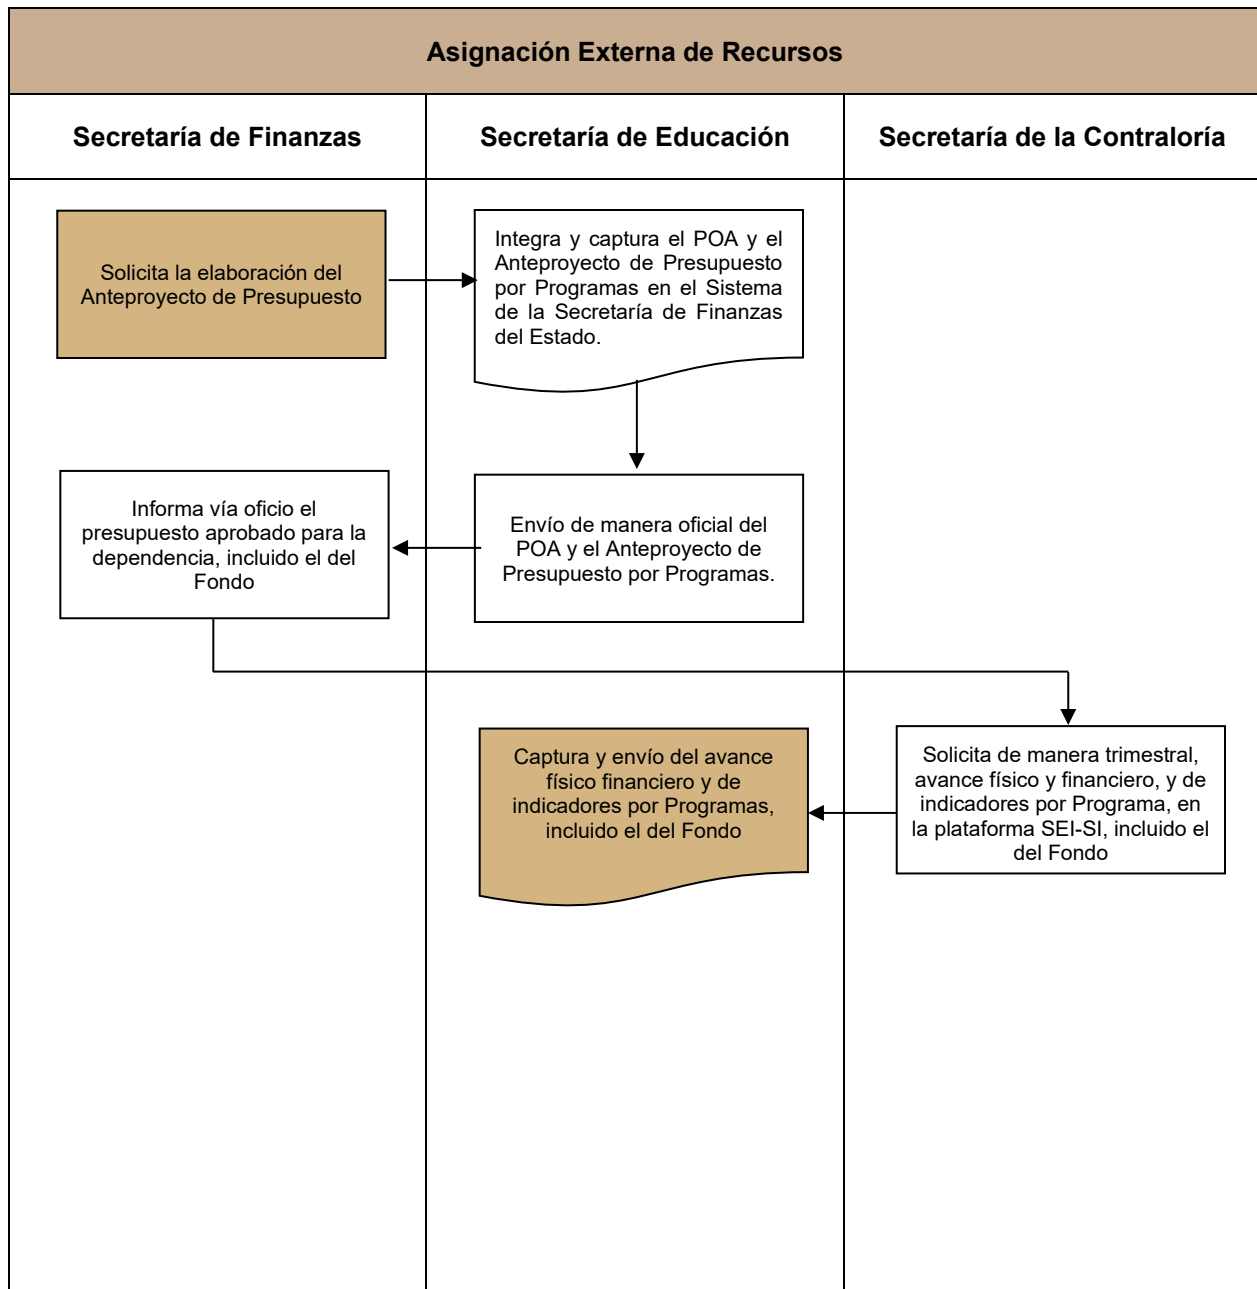 Asignación Externa de Recursos
Secretaría de Finanzas
Secretaría de Educación
Secretaría de la Contraloría
Solicita la elaboración del
Anteproyecto de Presupuesto
Integra y captura el POA y el
Anteproyecto de Presupuesto
por Programas en el Sistema
de la Secretaría de Finanzas
del Estado.
Informa vía oficio el
presupuesto aprobado para la
dependencia, incluido el del
Fondo
Envío de manera oficial del
POA y el Anteproyecto de
Presupuesto por Programas.
Captura y envío del avance
físico financiero y de
indicadores por Programas,
incluido el del Fondo
Solicita de manera trimestral,
avance físico y financiero, y de
indicadores por Programa, en
la plataforma SEI-SI, incluido el
del Fondo